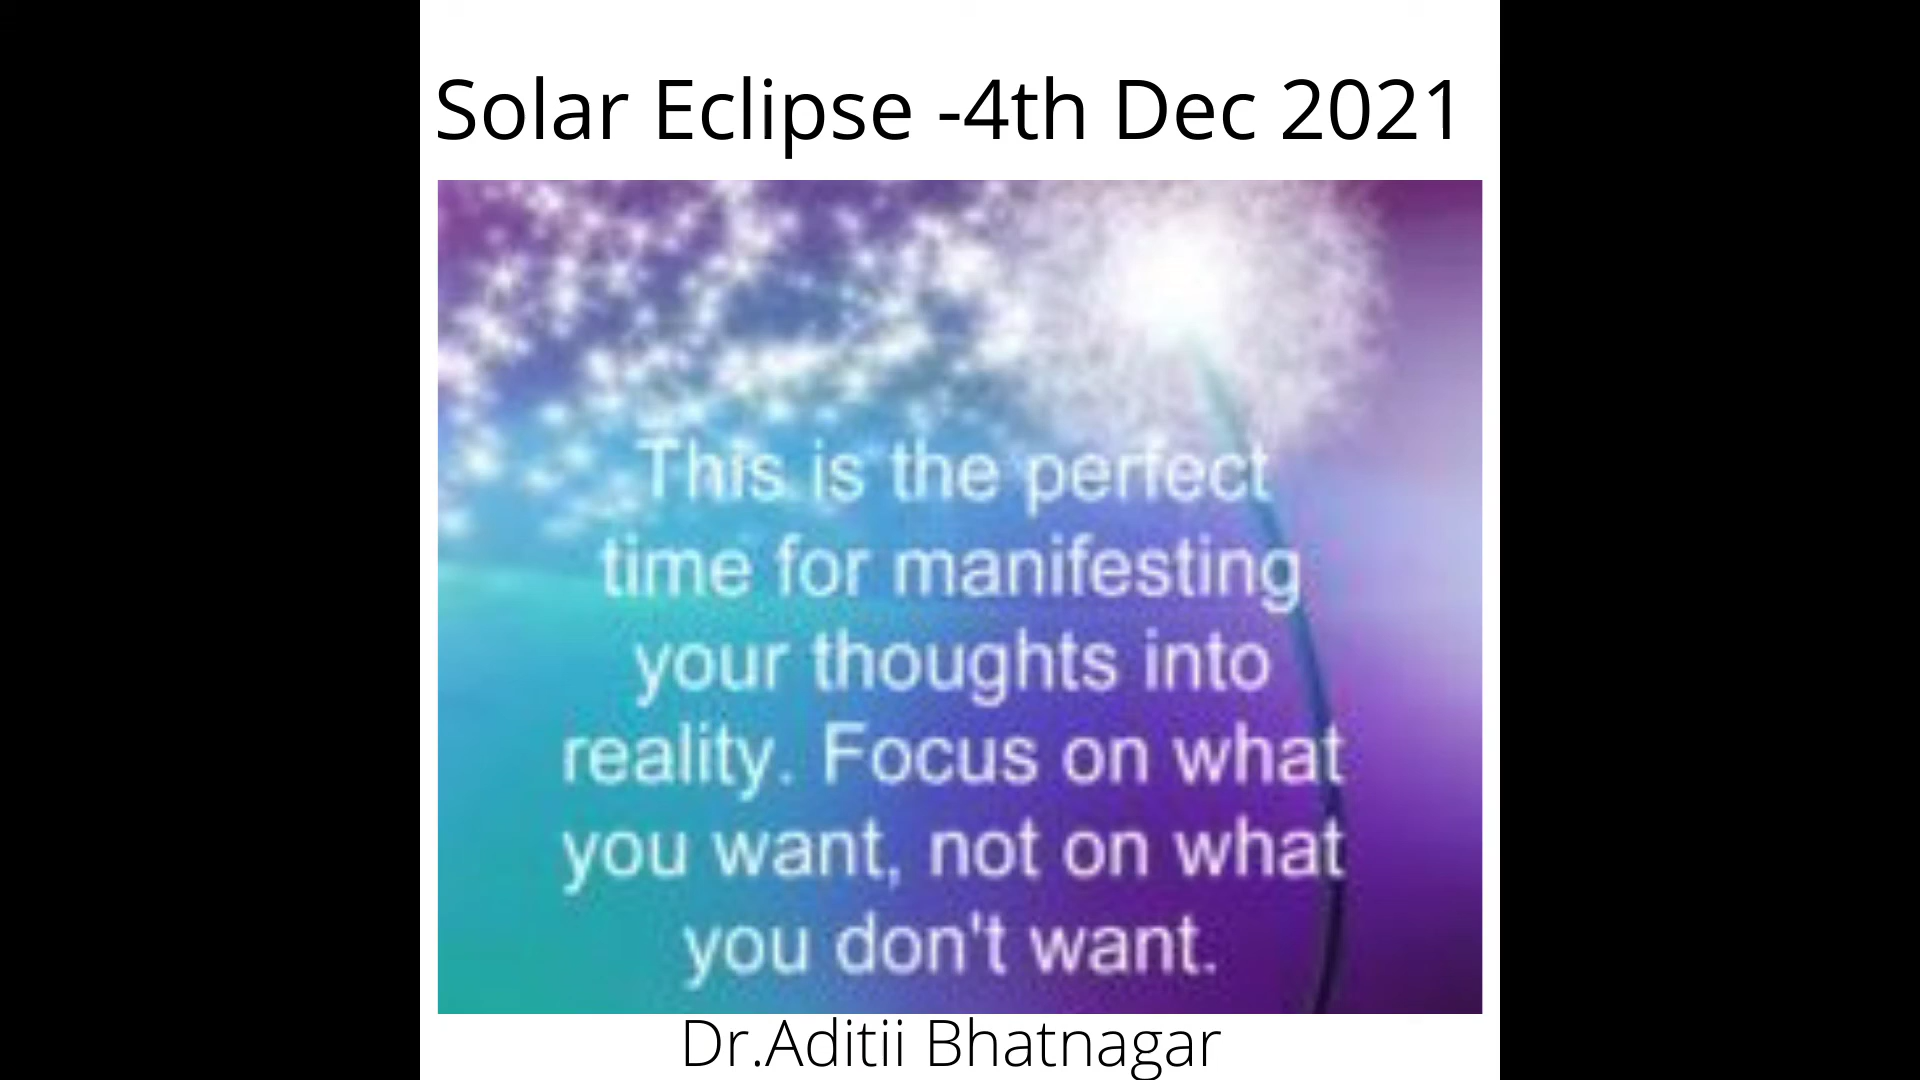 Solar Eclipse -4th Dec 2021
This is the perfect
time for manifesting
your thoughts into
reality. Focus on what
you want, not on what
you don't want.
Dr.Aditii Bhatnagar